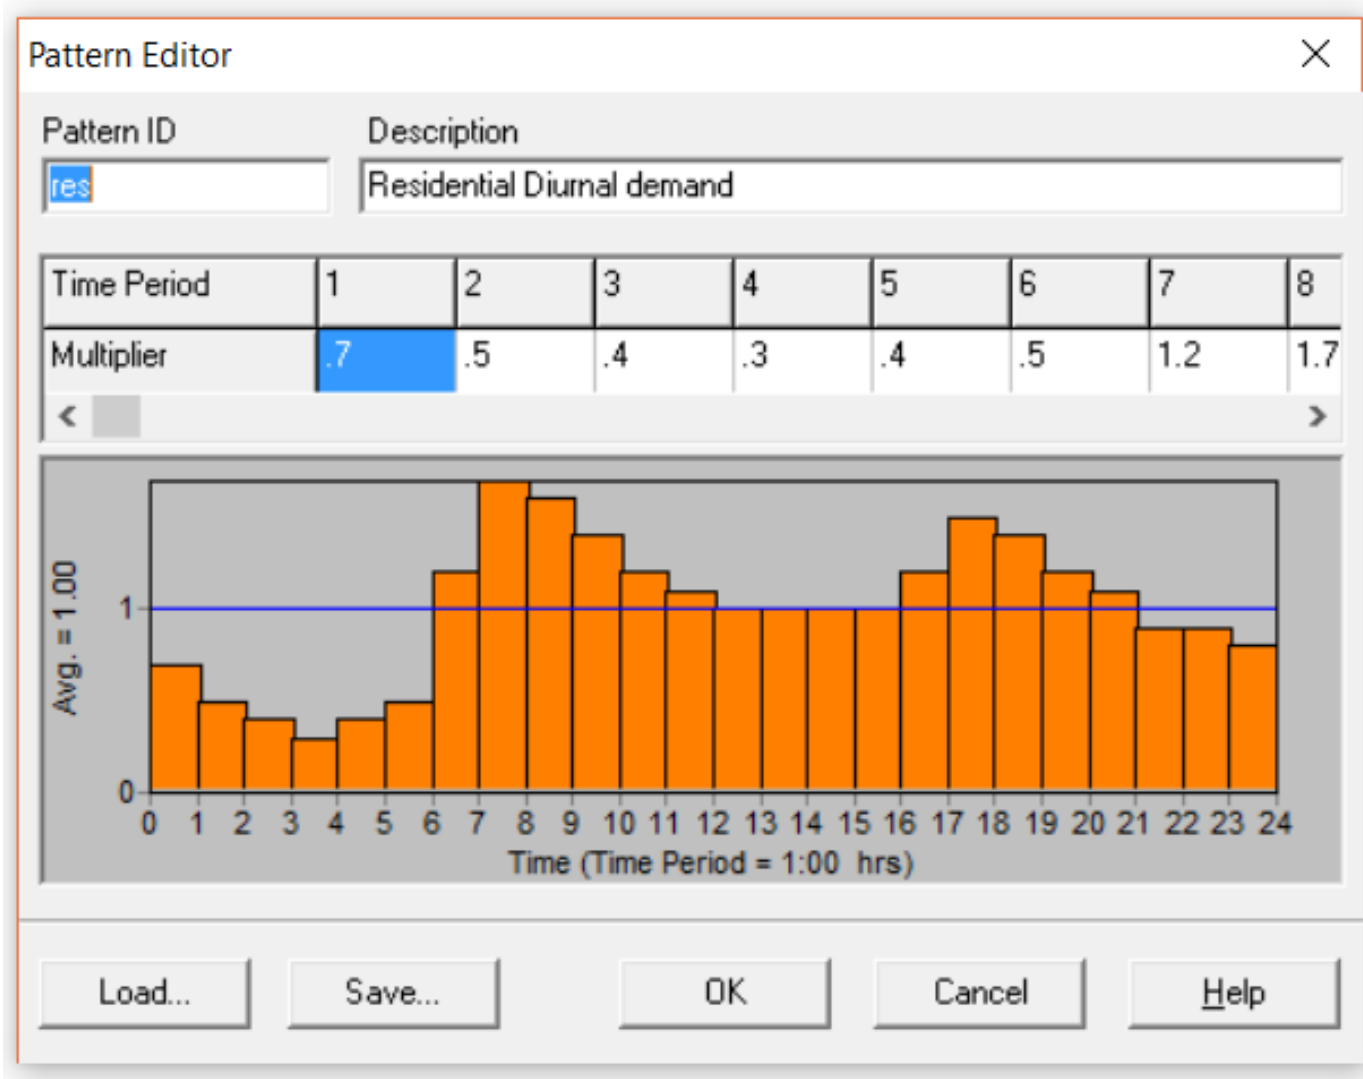 Pattern Editor
Pattern ID Description
res Residential Diurnal demand
Time Period 1 2 3 4 5 6 7 8
Multiplier .7 .5 .4 .3 .4 .5 1.2 1.7
Avg. = 1.00
1
0
0 1 2 3 4 5 6 7 8 9 10 11 12 13 14 15 16 17 18 19 20 21 22 23 24
Time (Time Period = 1:00 hrs)
Load... Save... OK Cancel Help